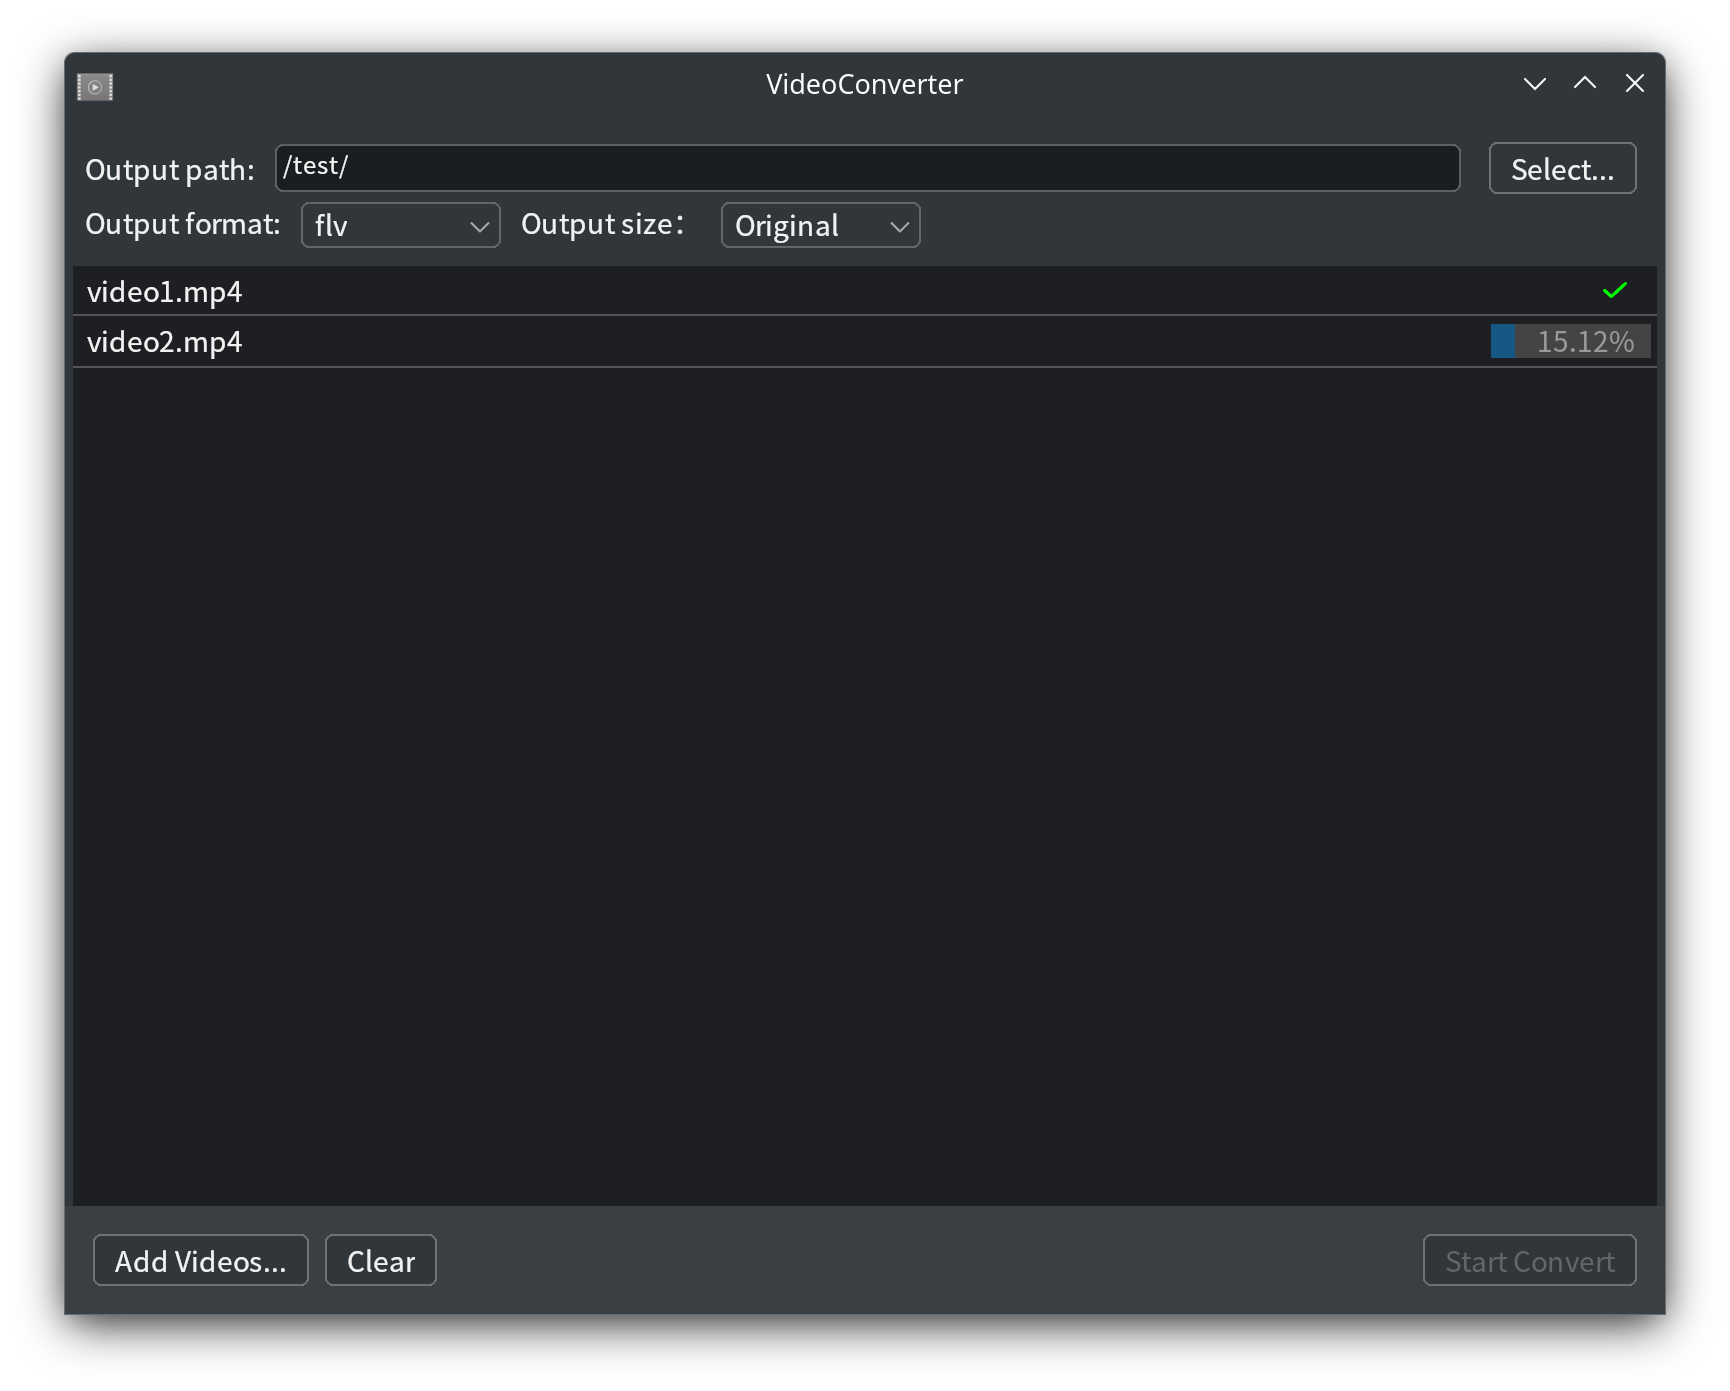 VideoConverter
Output path: /test/ Select...
Output format: flv Output size： Original
video1.mp4
video2.mp4 15.12%
Add Videos... Clear Start Convert